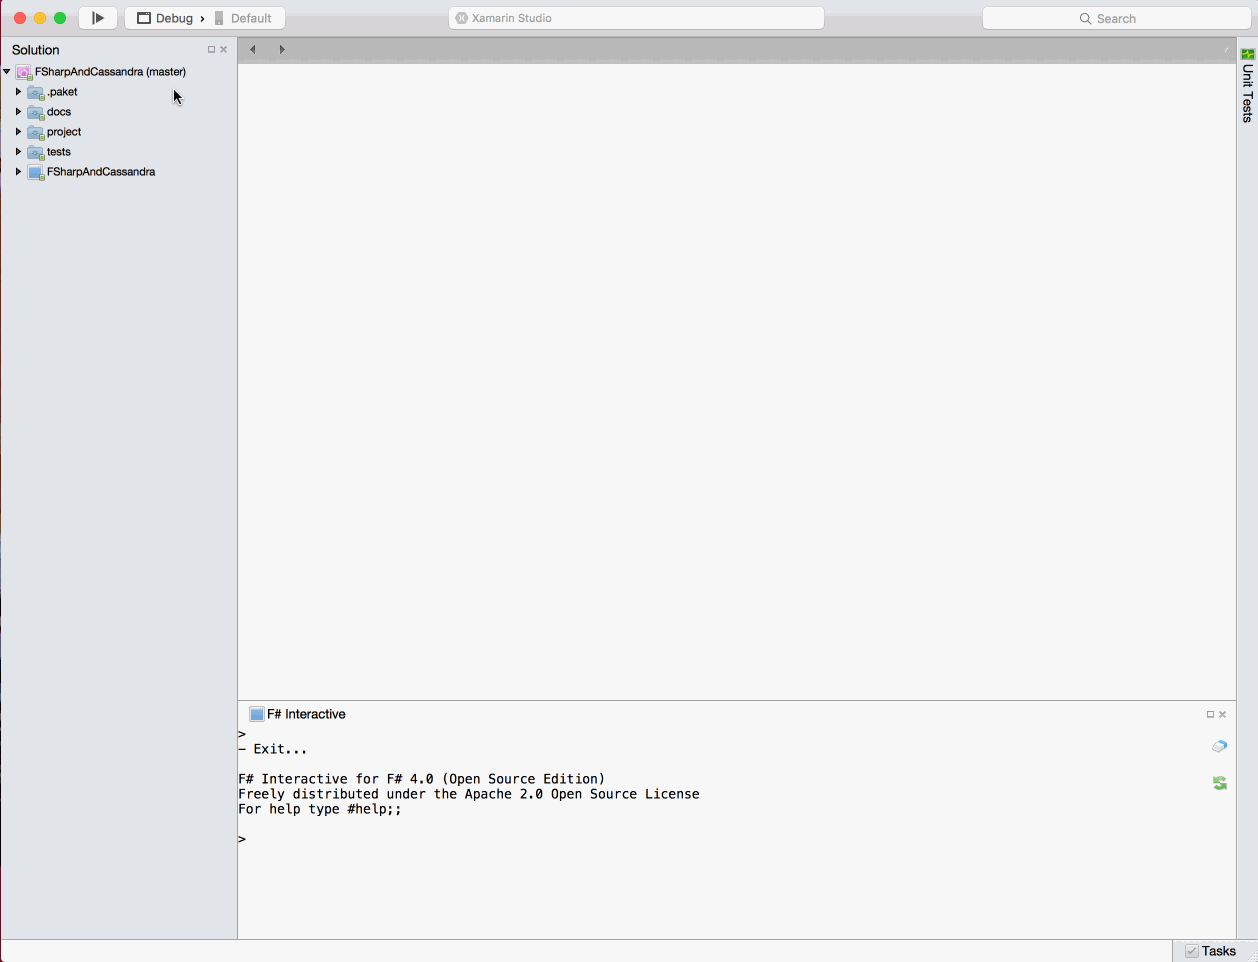 Debug › Default
Xamarin Studio
Search
Solution
FSharpAndCassandra (master)
.paket
docs
project
tests
FSharpAndCassandra
Unit Tests
F# Interactive
>
- Exit...
F# Interactive for F# 4.0 (Open Source Edition)
Freely distributed under the Apache 2.0 Open Source License
For help type #help;;
>
Tasks